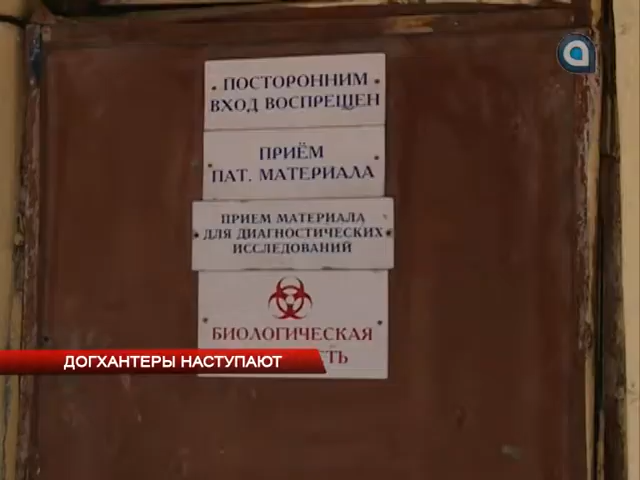 ПОСТОРОННИМ
ВХОД ВОСПРЕЩЕН
ПРИЁМ
ПАТ. МАТЕРИАЛА
ПРИЕМ МАТЕРИАЛА
ДЛЯ ДИАГНОСТИЧЕСКИХ
ИССЛЕДОВАНИЙ
БИОЛОГИЧЕСКАЯ
ДОГХАНТЕРЫ НАСТУПАЮТ